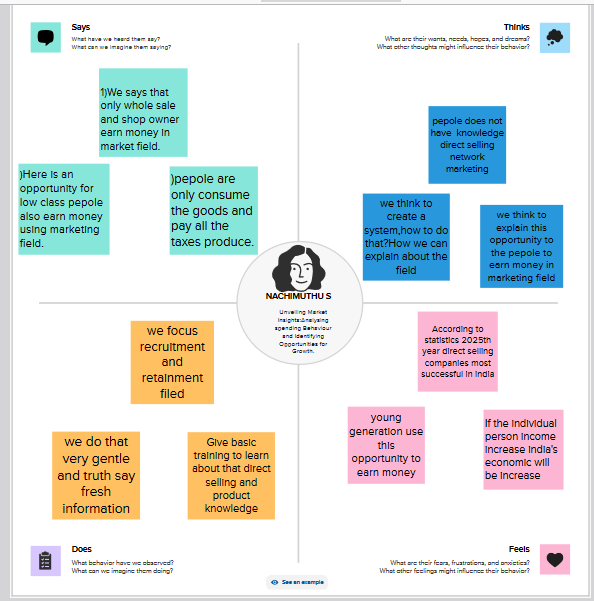 Says
What have we heard them say?
What can we imagine them saying?
1)We says that
only whole sale
and shop owner
earn money in
market field.
)Here is an
opportunity for
low class pepole
also earn money
using marketing
field.
)pepole are
only consume
the goods and
pay all the
taxes produce.
Thinks
What are their wants, needs, hopes, and dreams?
What other thoughts might influence their behavior?
pepole does not
have knowledge
direct selling
network
marketing
we think to
create a
system,how to do
that?How we can
explain about the
field
we think to
explain this
opportunity to
the pepole to
earn money in
marketing field
NACHIMUTHU S
Unveiling Market
Insights:Analysing
spending Behaviour
and Identifying
Opportunities for
Growth.
we focus
recruitment
and
retainment
filed
we do that
very gentle
and truth say
fresh
information
Give basic
training to learn
about that direct
selling and
product
knowledge
Does
What behavior have we observed?
What can we imagine them doing?
According to
statistics 2025th
year direct selling
companies most
successful in India
young
generation use
this
opportunity to
earn money
If the individual
person income
increase India's
economic will
be increase
Feels
What are their fears, frustrations, and anxieties?
What other feelings might influence their behavior?
See an example